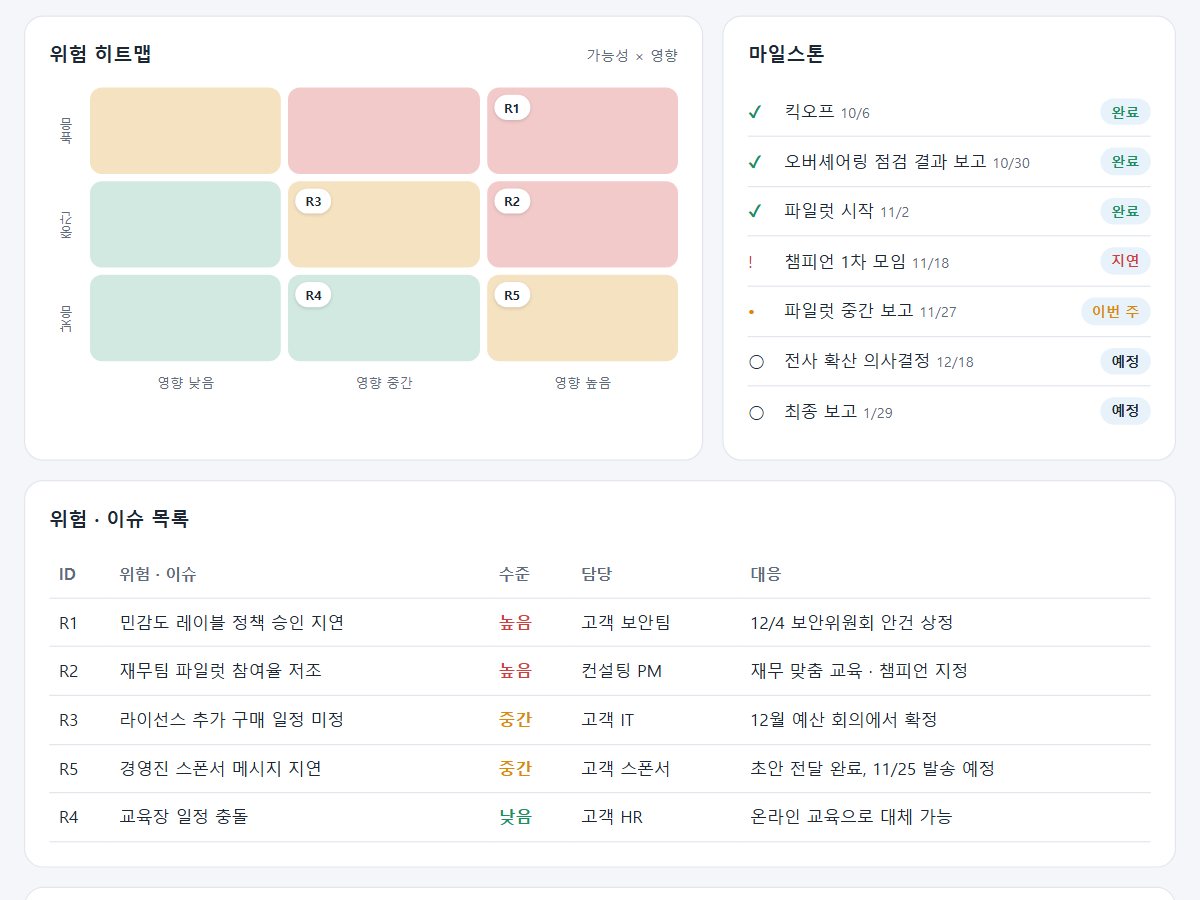 위험 히트맵
가능성 × 영향
높음
R1
중간
R3
R2
낮음
R4
R5
영향 낮음
영향 중간
영향 높음
마일스톤
✓ 킥오프 10/6 완료
✓ 오버셰어링 점검 결과 보고 10/30 완료
✓ 파일럿 시작 11/2 완료
! 챔피언 1차 모임 11/18 지연
• 파일럿 중간 보고 11/27 이번 주
○ 전사 확산 의사결정 12/18 예정
○ 최종 보고 1/29 예정
위험 · 이슈 목록
ID 위험 · 이슈 수준 담당 대응
R1 민감도 레이블 정책 승인 지연 높음 고객 보안팀 12/4 보안위원회 안건 상정
R2 재무팀 파일럿 참여율 저조 높음 컨설팅 PM 재무 맞춤 교육 · 챔피언 지정
R3 라이선스 추가 구매 일정 미정 중간 고객 IT 12월 예산 회의에서 확정
R5 경영진 스폰서 메시지 지연 중간 고객 스폰서 초안 전달 완료, 11/25 발송 예정
R4 교육장 일정 충돌 낮음 고객 HR 온라인 교육으로 대체 가능